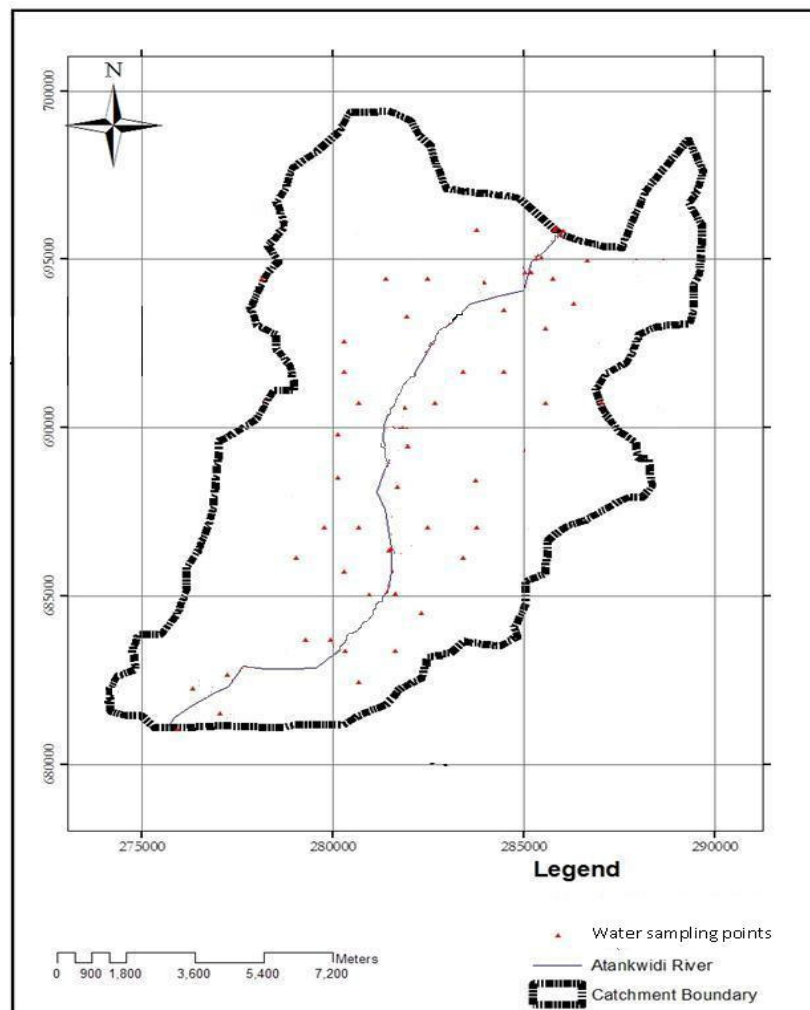 N
700000
695000
600000
685000
680000
275000 280000 285000 290000
Legend
Water sampling points
Atankwidi River
Catchment Boundary
Meters
0 900 1,800 3,600 5,400 7,200